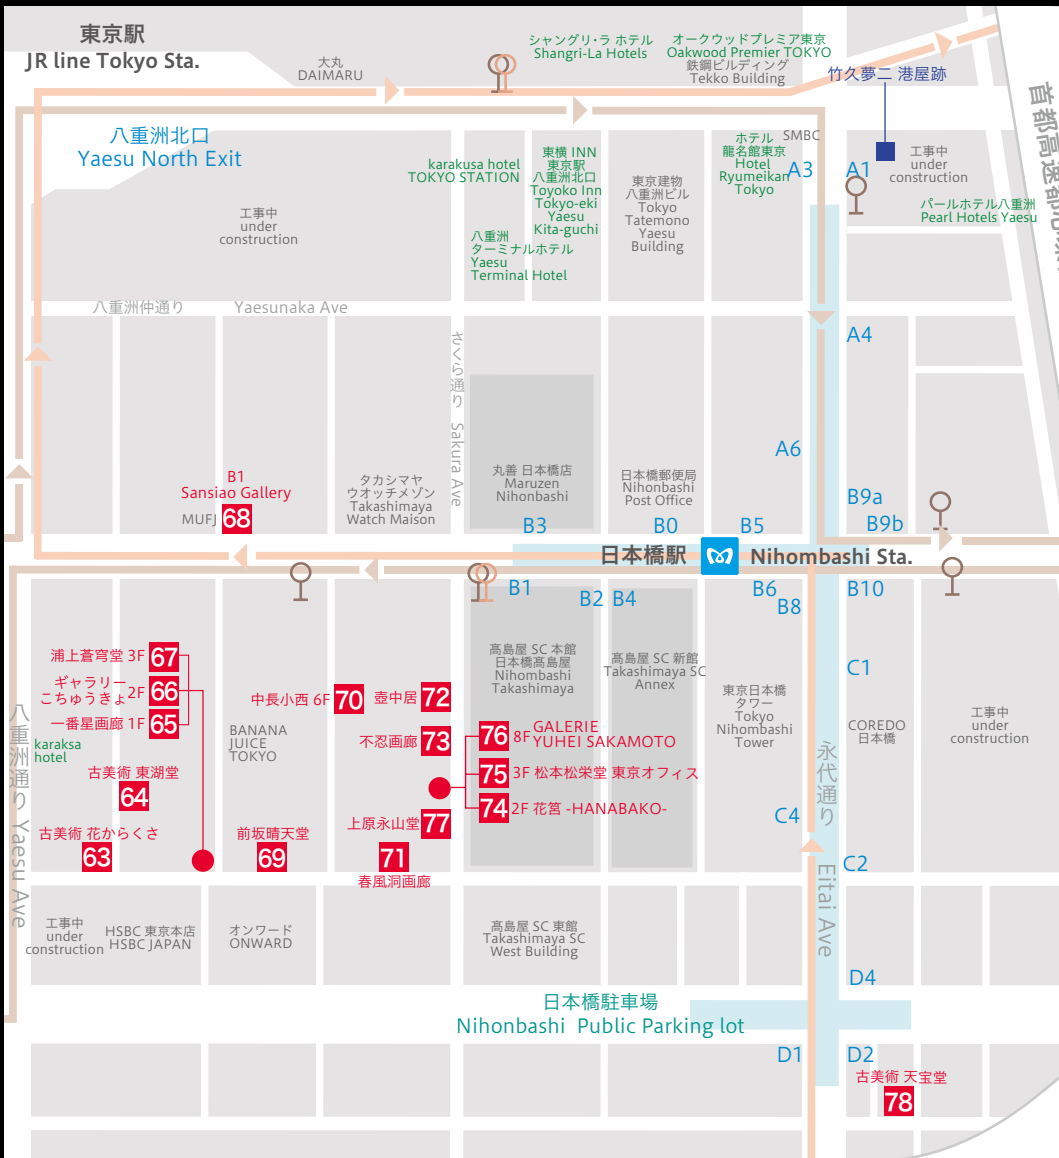 東京駅
JR line Tokyo Sta.
大丸
DAIMARU
シャングリ・ラ ホテル
Shangri-La Hotels
オークウッドプレミア東京
Oakwood Premier TOKYO
鉄鋼ビルディング
Tekko Building
竹久夢二 港屋跡
八重洲北口
Yaesu North Exit
karakusa hotel
TOKYO STATION
東横 INN
東京駅
八重洲北口
Toyoko Inn
Tokyo-eki
Yaesu
Kita-guchi
東京建物
八重洲ビル
Tokyo
Tatemono
Yaesu
Building
ホテル
龍名館東京
Hotel
Ryumeikan
Tokyo
SMBC
A3
A1
工事中
under
construction
パールホテル八重洲
Pearl Hotels Yaesu
工事中
under
construction
八重洲
ターミナルホテル
Yaesu
Terminal Hotel
八重洲仲通り
Yaesunaka Ave
さくら通り Sakura Ave
A4
A6
B1
Sansiao Gallery
MUFJ 68
タカシマヤ
ウオッチメゾン
Takashimaya
Watch Maison
丸善 日本橋店
Maruzen
Nihonbashi
日本橋郵便局
Nihonbashi
Post Office
B9a
B9b
B3
B0
B5
日本橋駅
Nihombashi Sta.
B1
B2
B4
B6
B8
B10
浦上蒼穹堂 3F 67
ギャラリー
こちゅうきょ 2F 66
一番星画廊 1F 65
karaksa
hotel
古美術 東湖堂
64
古美術 花からくさ
63
八重洲通り Yaesu Ave
BANANA
JUICE
TOKYO
前坂晴天堂
69
中長小西 6F 70
壺中居 72
不忍画廊 73
上原永山堂 77
71
春風洞画廊
髙島屋 SC 本館
日本橋髙島屋
Nihombashi
Takashimaya
76 8F GALERIE
YUHEI SAKAMOTO
75 3F 松本松栄堂 東京オフィス
74 2F 花筥 -HANABAKO-
髙島屋 SC 新館
Takashimaya SC
Annex
東京日本橋
タワー
Tokyo
Nihombashi
Tower
C1
COREDO
日本橋
工事中
under
construction
永代通り Eitai Ave
C4
C2
工事中
under
construction
HSBC 東京本店
HSBC JAPAN
オンワード
ONWARD
髙島屋 SC 東館
Takashimaya SC
West Building
D4
日本橋駐車場
Nihonbashi Public Parking lot
D1
D2
古美術 天宝堂
78